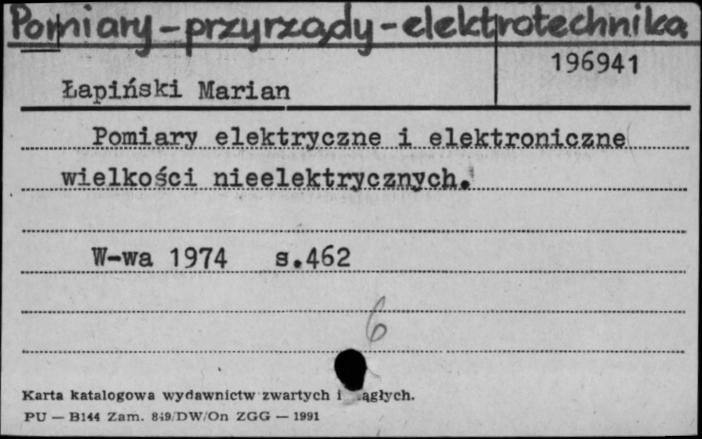 Pomiary-przyrządy-elektrotechnika
196941
Łapiński Marian
Pomiary elektryczne i elektroniczne
wielkości nieelektrycznych.
W-wa 1974 s.462
6
Karta katalogowa wydawnictw zwartych i ągłych.
PU — B144 Zam. 849/DW/On ZGG — 1991